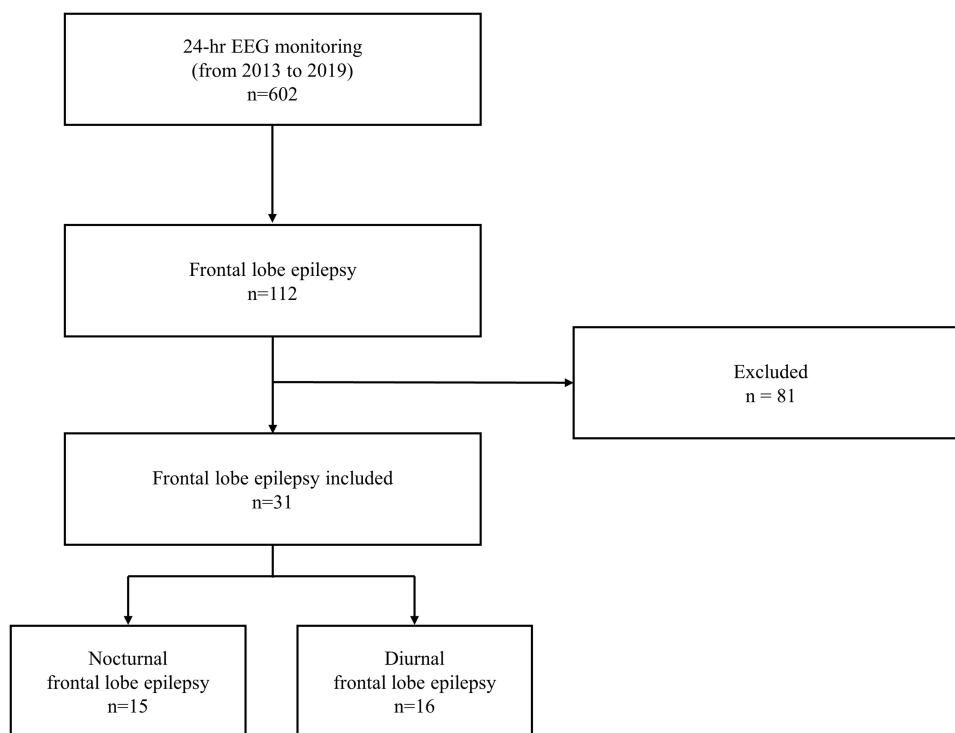 24-hr EEG monitoring
(from 2013 to 2019)
n=602
Frontal lobe epilepsy
n=112
Excluded
n = 81
Frontal lobe epilepsy included
n=31
Nocturnal
frontal lobe epilepsy
n=15
Diurnal
frontal lobe epilepsy
n=16